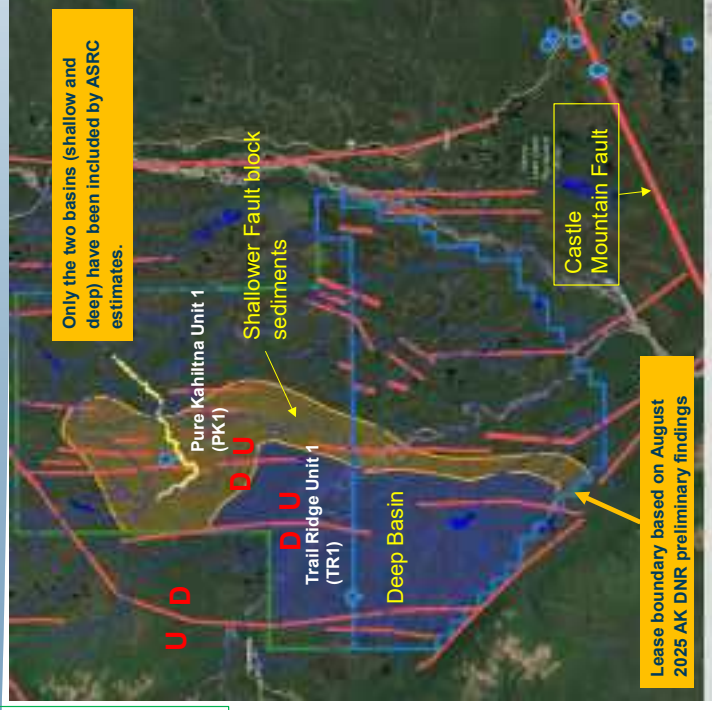 Only the two basins (shallow and
deep) have been included by ASRC
estimates.
Pure Kahiltna Unit 1
(PK1)
Shallower Fault block
sediments
Castle
Mountain Fault
D U
D U
Trail Ridge Unit 1
(TR1)
U D
Deep Basin
Lease boundary based on August
2025 AK DNR preliminary findings